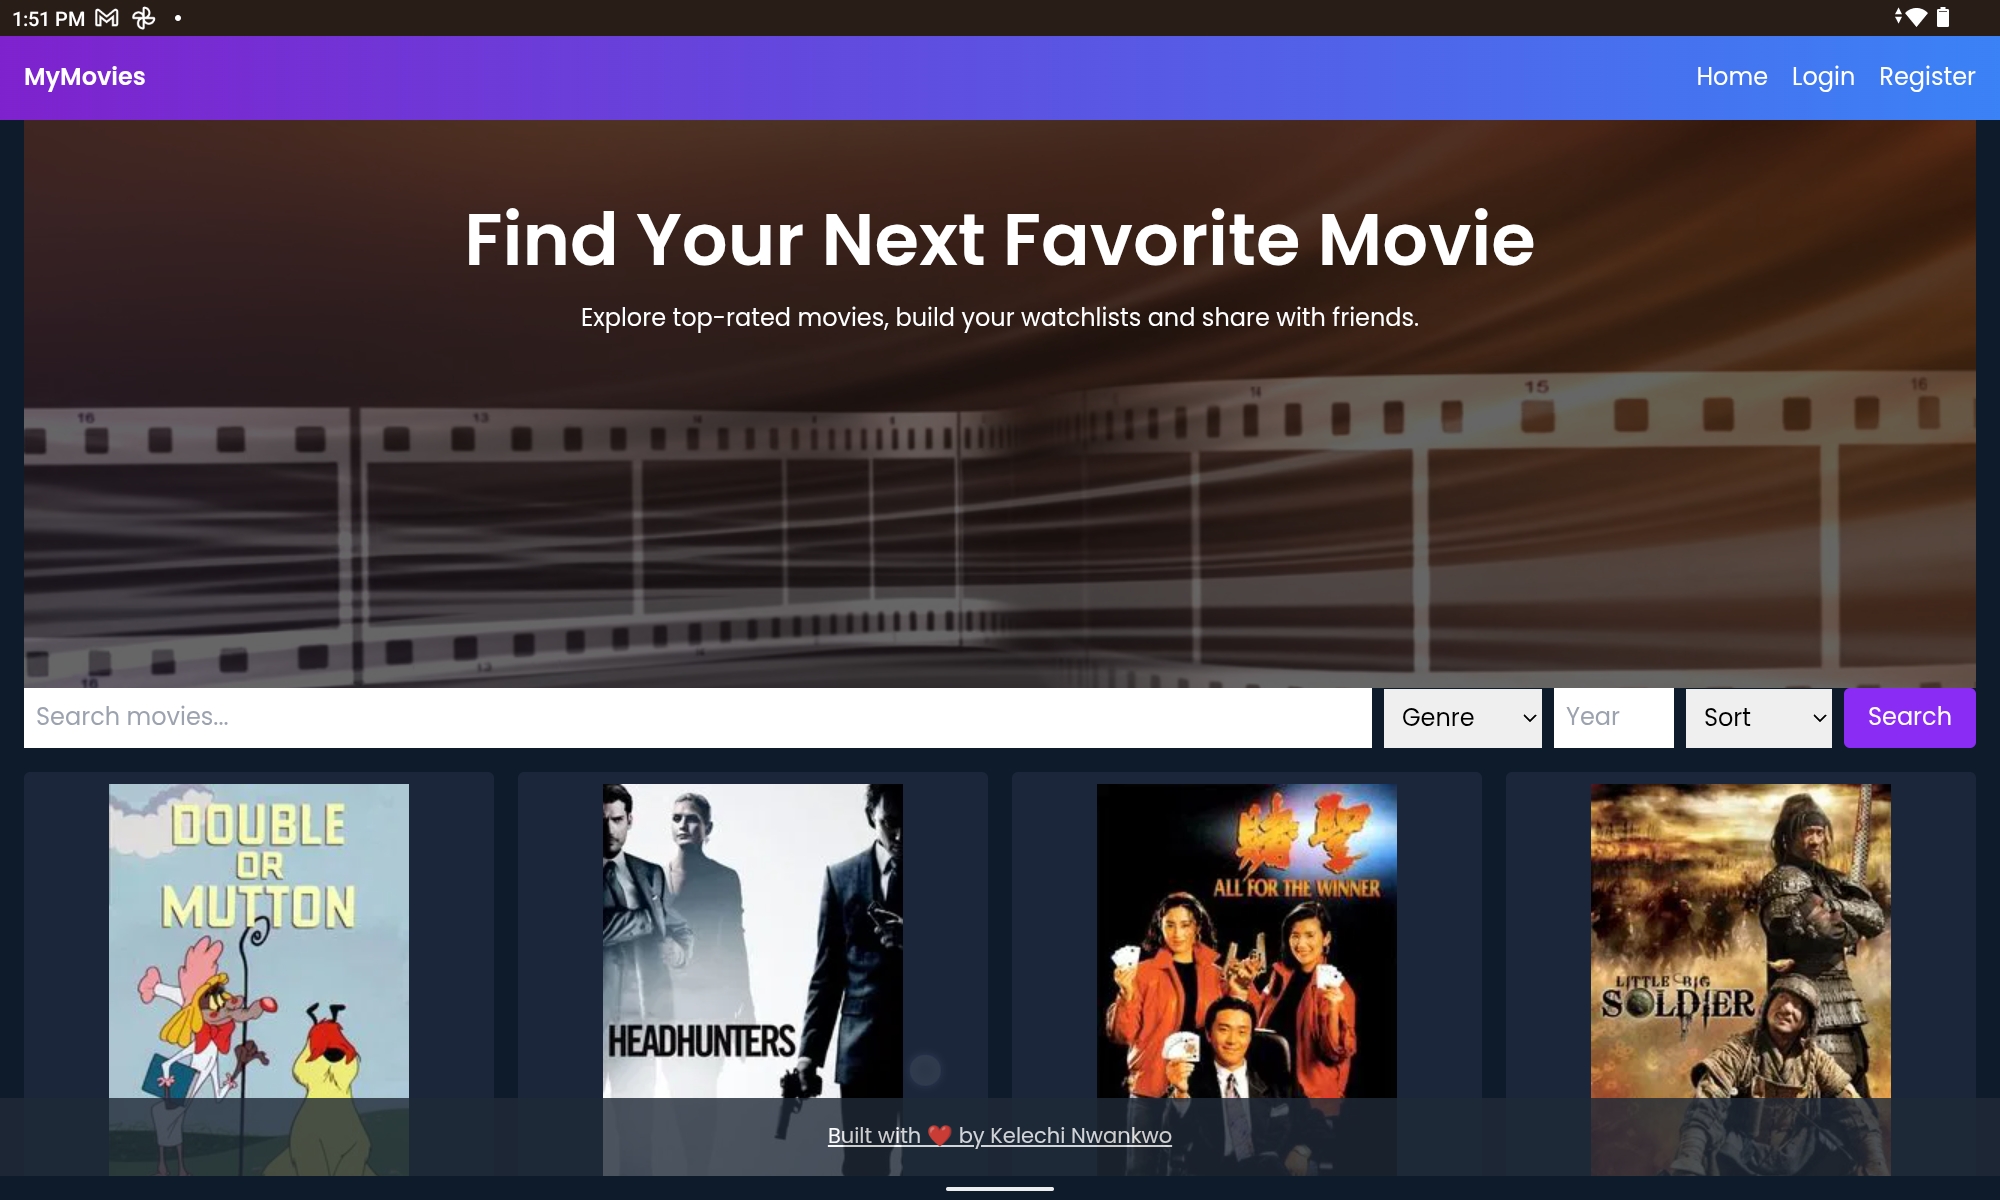 1:51 PM
MyMovies
Home Login Register
Find Your Next Favorite Movie
Explore top-rated movies, build your watchlists and share with friends.
16 13 14 15 16
16 13
Search movies...
Genre
Year
Sort
Search
DOUBLE
OR
MUTTON
HEADHUNTERS
賭聖
ALL FOR THE WINNER
LITTLE BIG
SOLDIER
Built with ❤️ by Kelechi Nwankwo